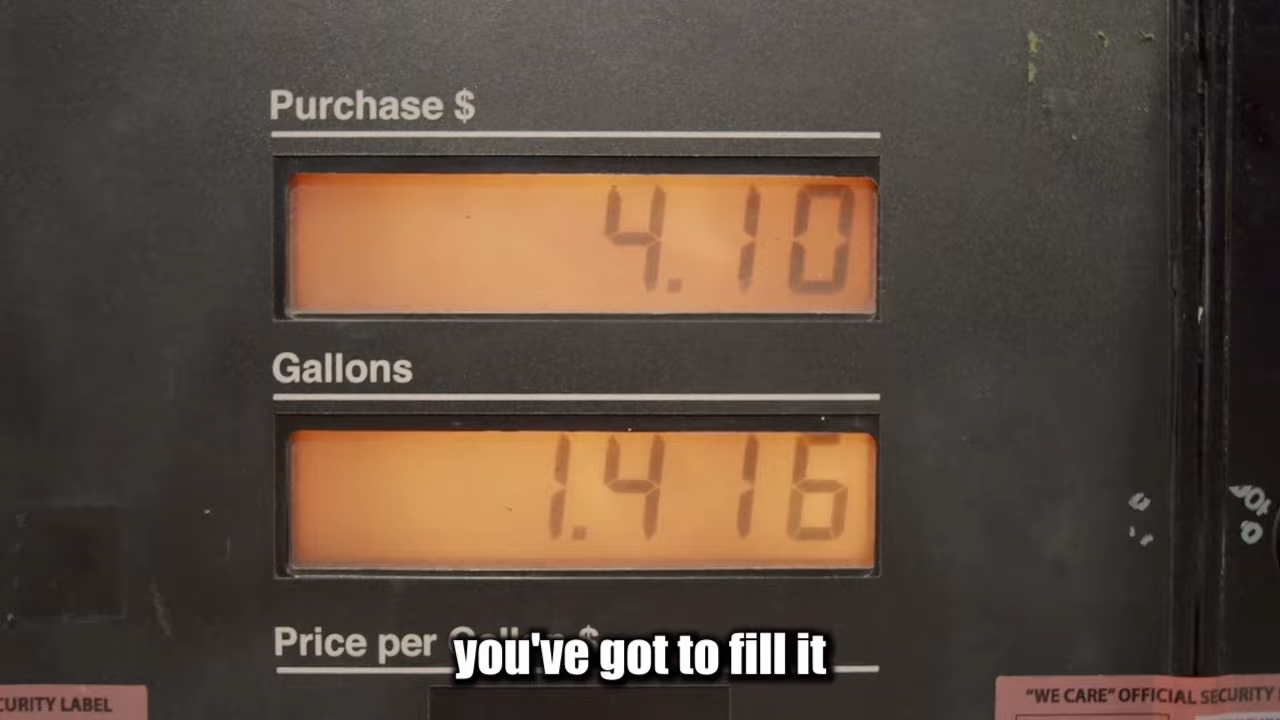 Purchase $
4.10
Gallons
1.416
Price per
you've got to fill it
CURITY LABEL
"WE CARE" OFFICIAL SECURITY